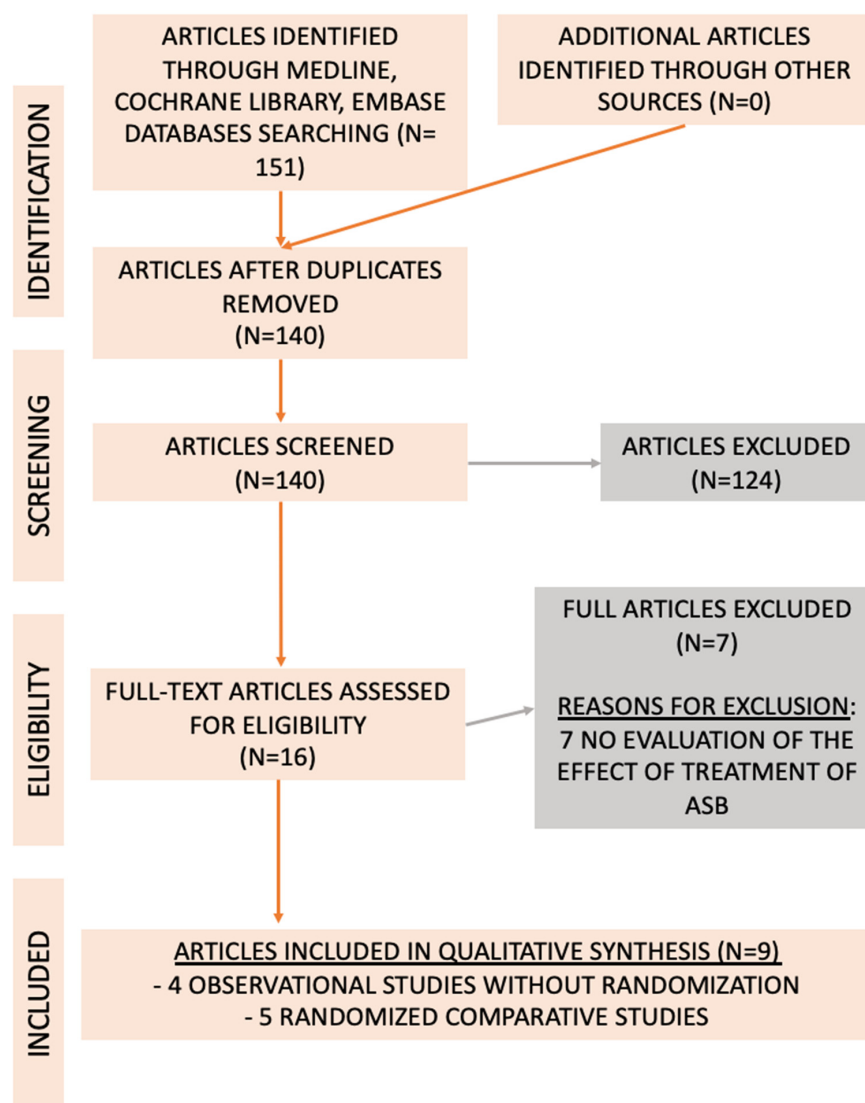 IDENTIFICATION
ARTICLES IDENTIFIED
THROUGH MEDLINE,
COCHRANE LIBRARY, EMBASE
DATABASES SEARCHING (N=
151)
ADDITIONAL ARTICLES
IDENTIFIED THROUGH OTHER
SOURCES (N=0)
ARTICLES AFTER DUPLICATES
REMOVED
(N=140)
SCREENING
ARTICLES SCREENED
(N=140)
ARTICLES EXCLUDED
(N=124)
ELIGIBILITY
FULL-TEXT ARTICLES ASSESSED
FOR ELIGIBILITY
(N=16)
FULL ARTICLES EXCLUDED
(N=7)
REASONS FOR EXCLUSION:
7 NO EVALUATION OF THE
EFFECT OF TREATMENT OF
ASB
INCLUDED
ARTICLES INCLUDED IN QUALITATIVE SYNTHESIS (N=9)
- 4 OBSERVATIONAL STUDIES WITHOUT RANDOMIZATION
- 5 RANDOMIZED COMPARATIVE STUDIES